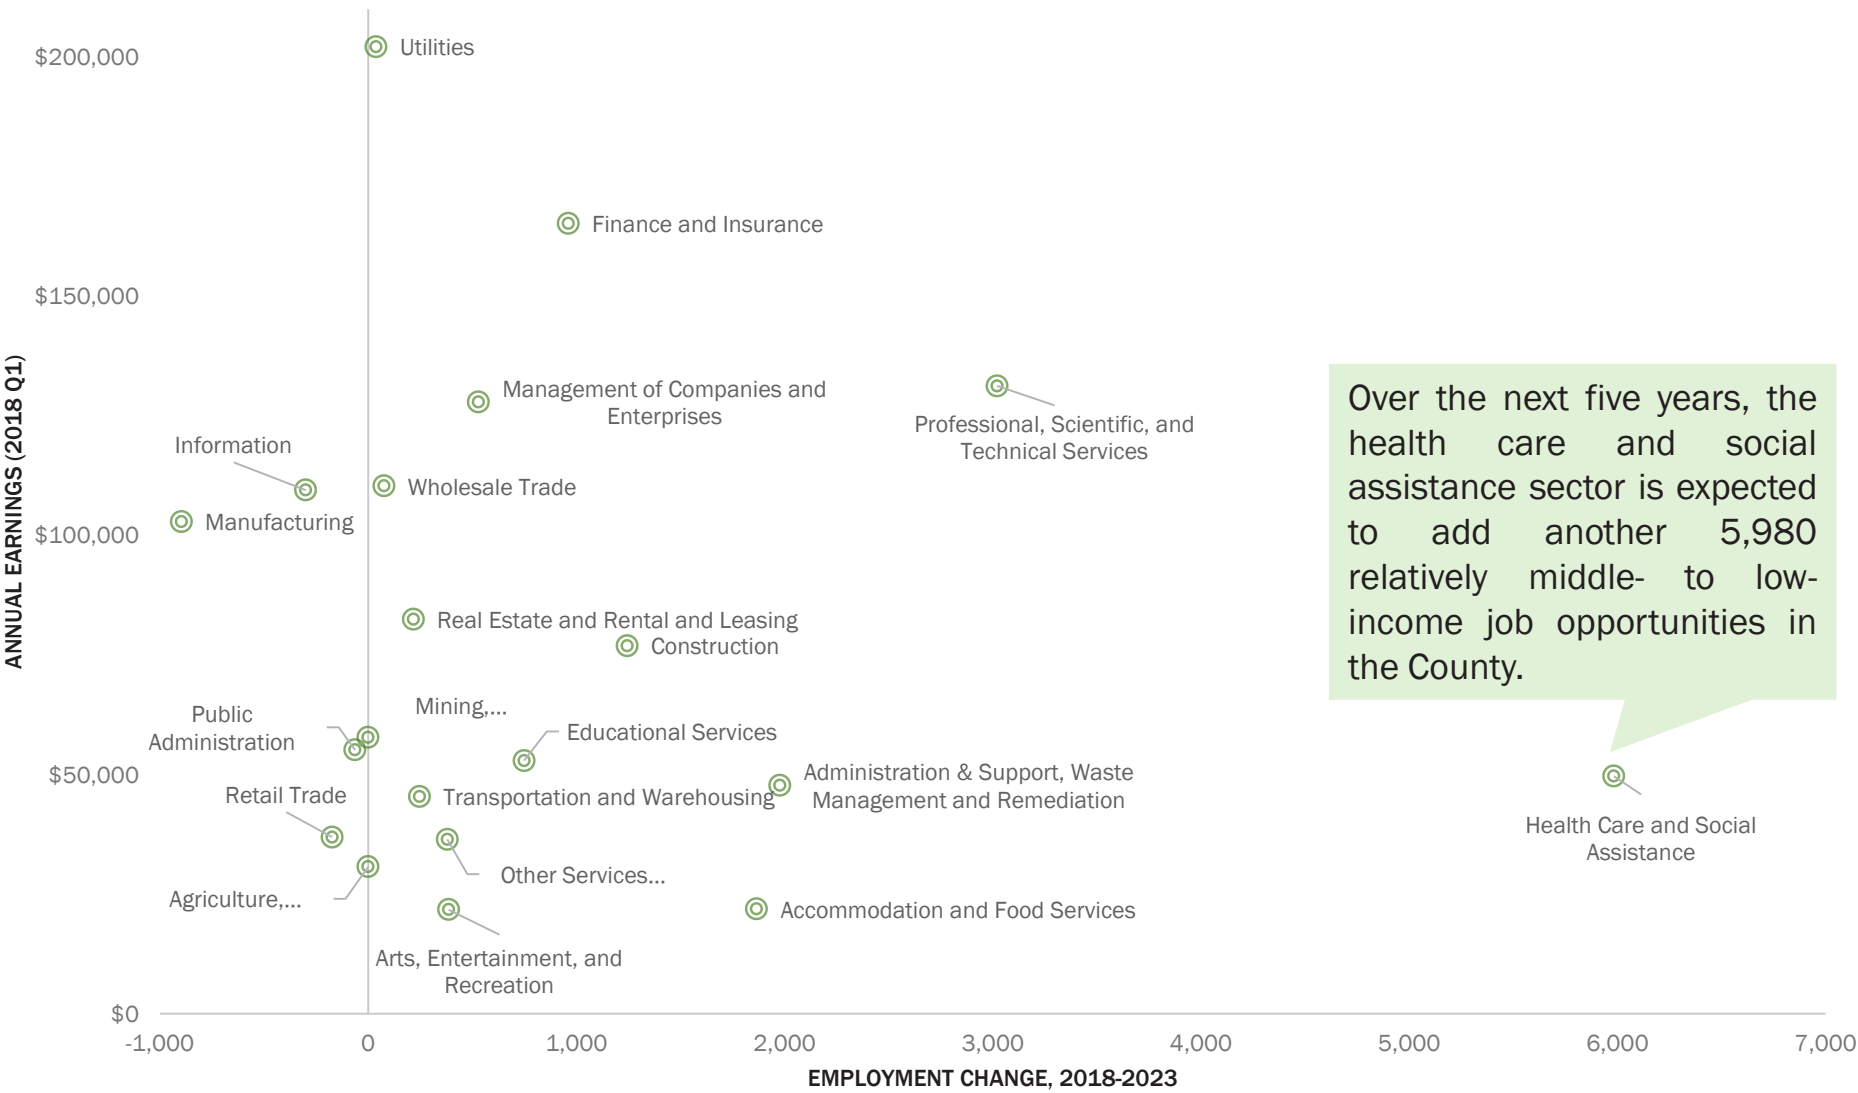 $200,000
Utilities
Finance and Insurance
$150,000
ANNUAL EARNINGS (2018 Q1)
Management of Companies and
Enterprises
Professional, Scientific, and
Technical Services
Information
Wholesale Trade
Manufacturing
$100,000
Over the next five years, the
health care and social
assistance sector is expected
to add another 5,980
relatively middle- to low-
income job opportunities in
the County.
Real Estate and Rental and Leasing
Construction
Mining,...
Public
Administration
Educational Services
$50,000
Administration & Support, Waste
Management and Remediation
Retail Trade
Transportation and Warehousing
Health Care and Social
Assistance
Other Services...
Agriculture,...
Accommodation and Food Services
Arts, Entertainment, and
Recreation
$0
-1,000 0 1,000 2,000 3,000 4,000 5,000 6,000 7,000
EMPLOYMENT CHANGE, 2018-2023